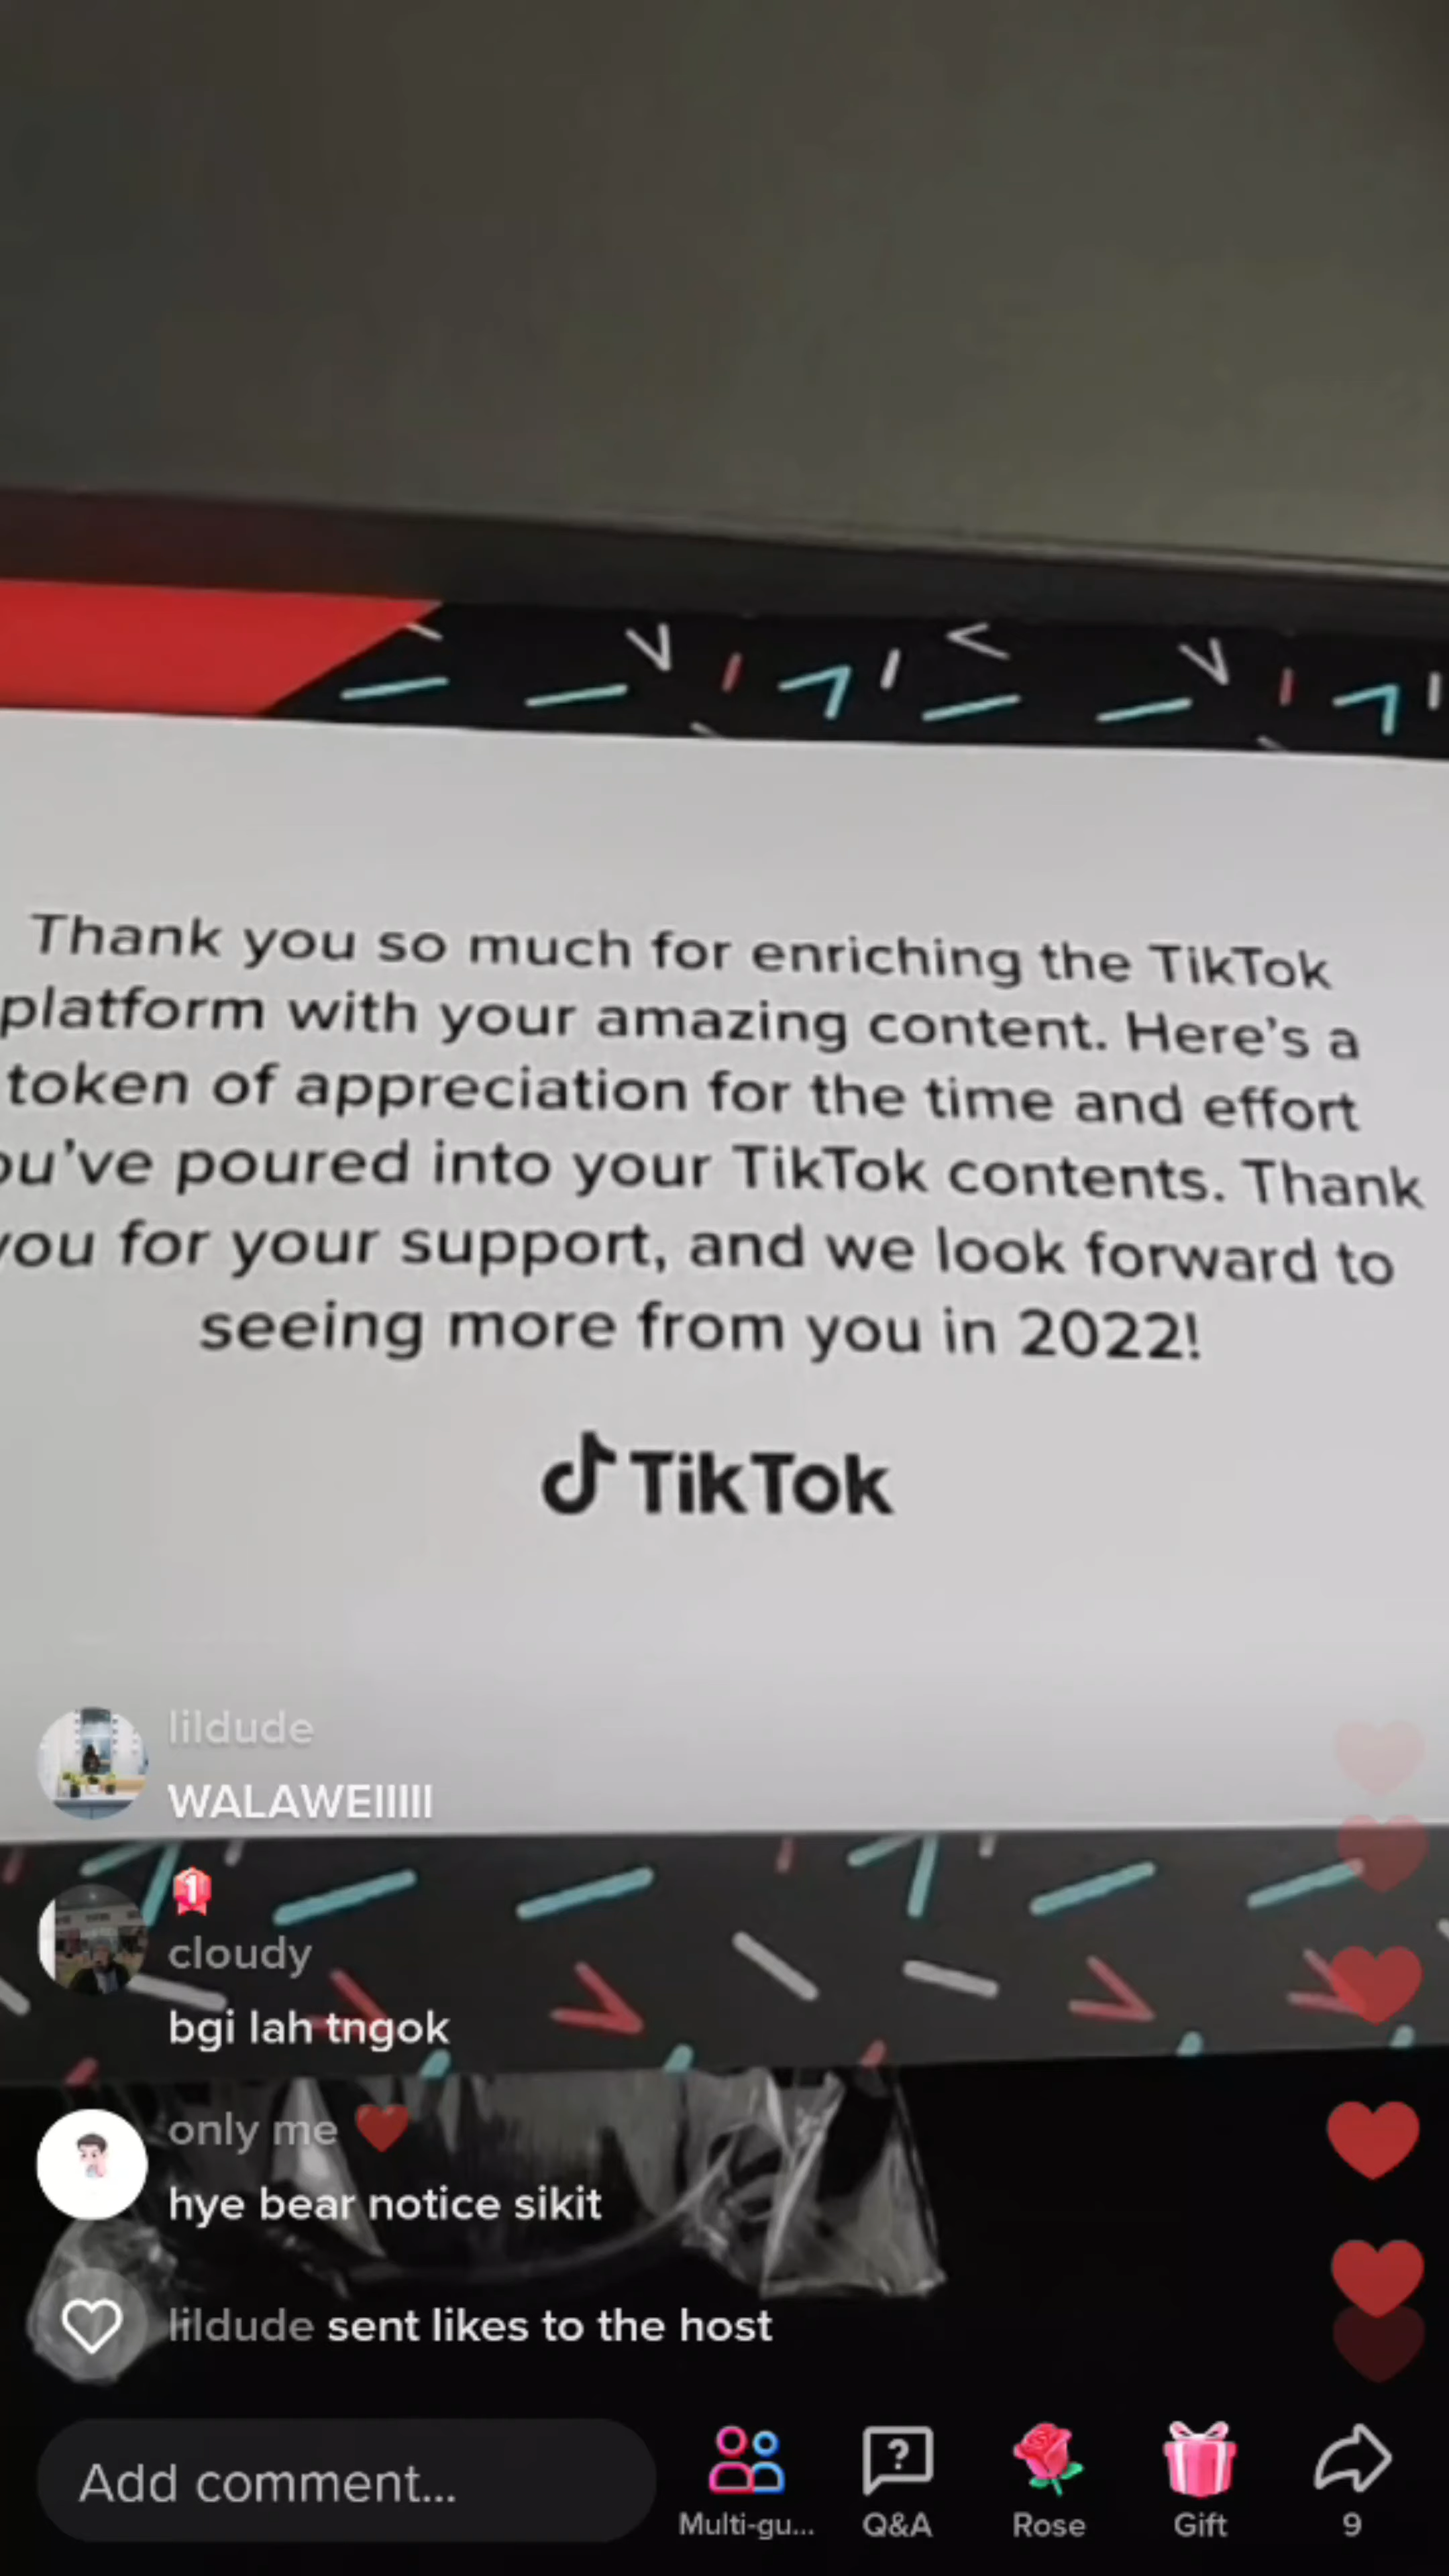 Thank you so much for enriching the TikTok
platform with your amazing content. Here's a
token of appreciation for the time and effort
ou've poured into your TikTok contents. Thank
you for your support, and we look forward to
seeing more from you in 2022!
TikTok
lildude
WALAWEIIIII
1
cloudy
bgi lah tngok
only me
hye bear notice sikit
lildude sent likes to the host
Add comment...
Multi-gu...
Q&A
Rose
Gift
9